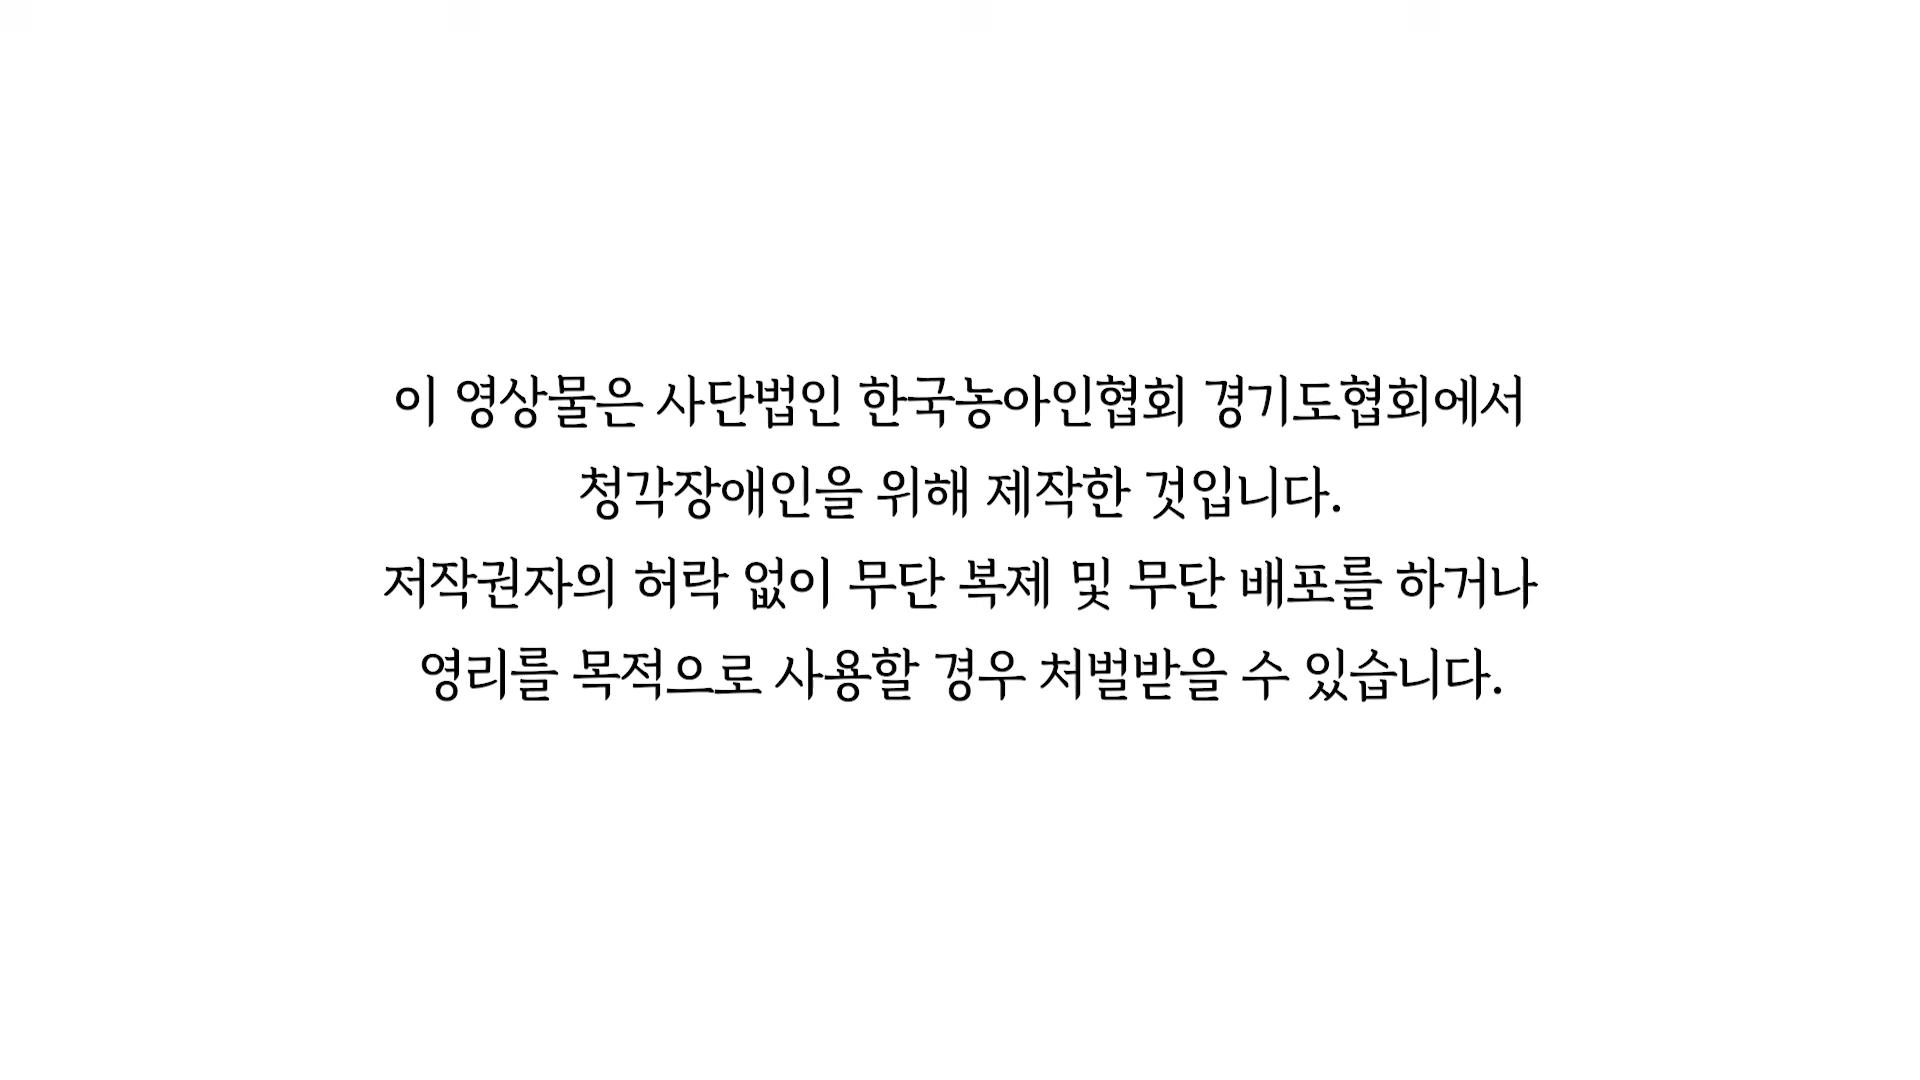 이 영상물은 사단법인 한국농아인협회 경기도협회에서
청각장애인을 위해 제작한 것입니다.
저작권자의 허락 없이 무단 복제 및 무단 배포를 하거나
영리를 목적으로 사용할 경우 처벌받을 수 있습니다.